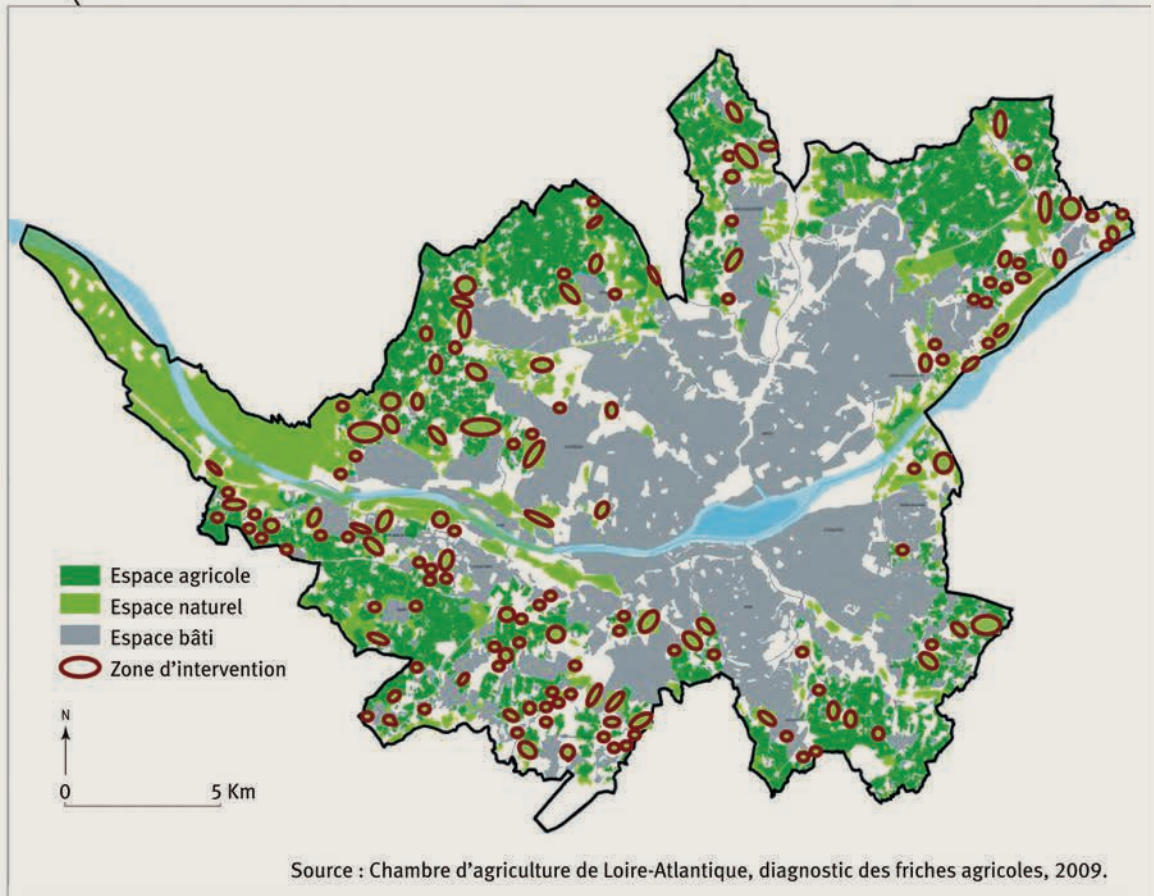 Espace agricole
Espace naturel
Espace bâti
Zone d'intervention
N
0 5 Km
Source : Chambre d'agriculture de Loire-Atlantique, diagnostic des friches agricoles, 2009.